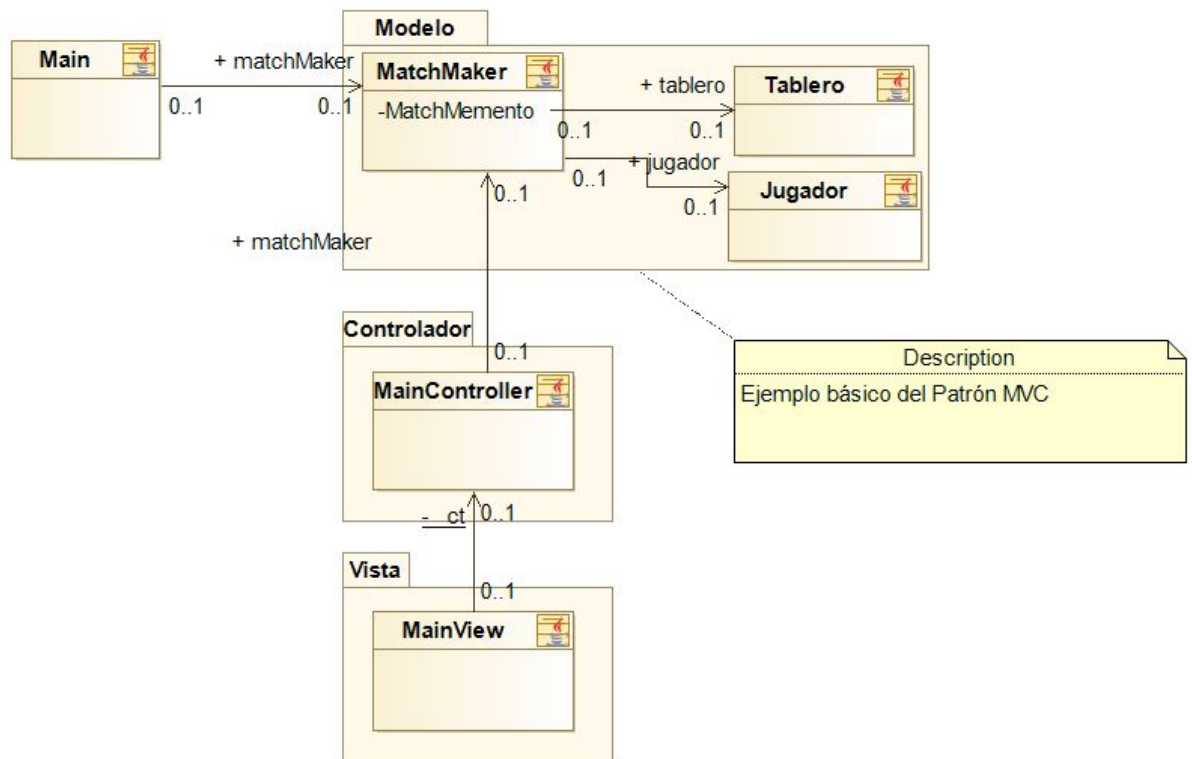 Modelo
Main
+ matchMaker
0..1
0..1
MatchMaker
-MatchMemento
+ tablero
0..1
0..1
Tablero
+ jugador
0..1
0..1
Jugador
0..1
+ matchMaker
Controlador
0..1
MainController
Description
Ejemplo básico del Patrón MVC
- ct
0..1
Vista
0..1
MainView